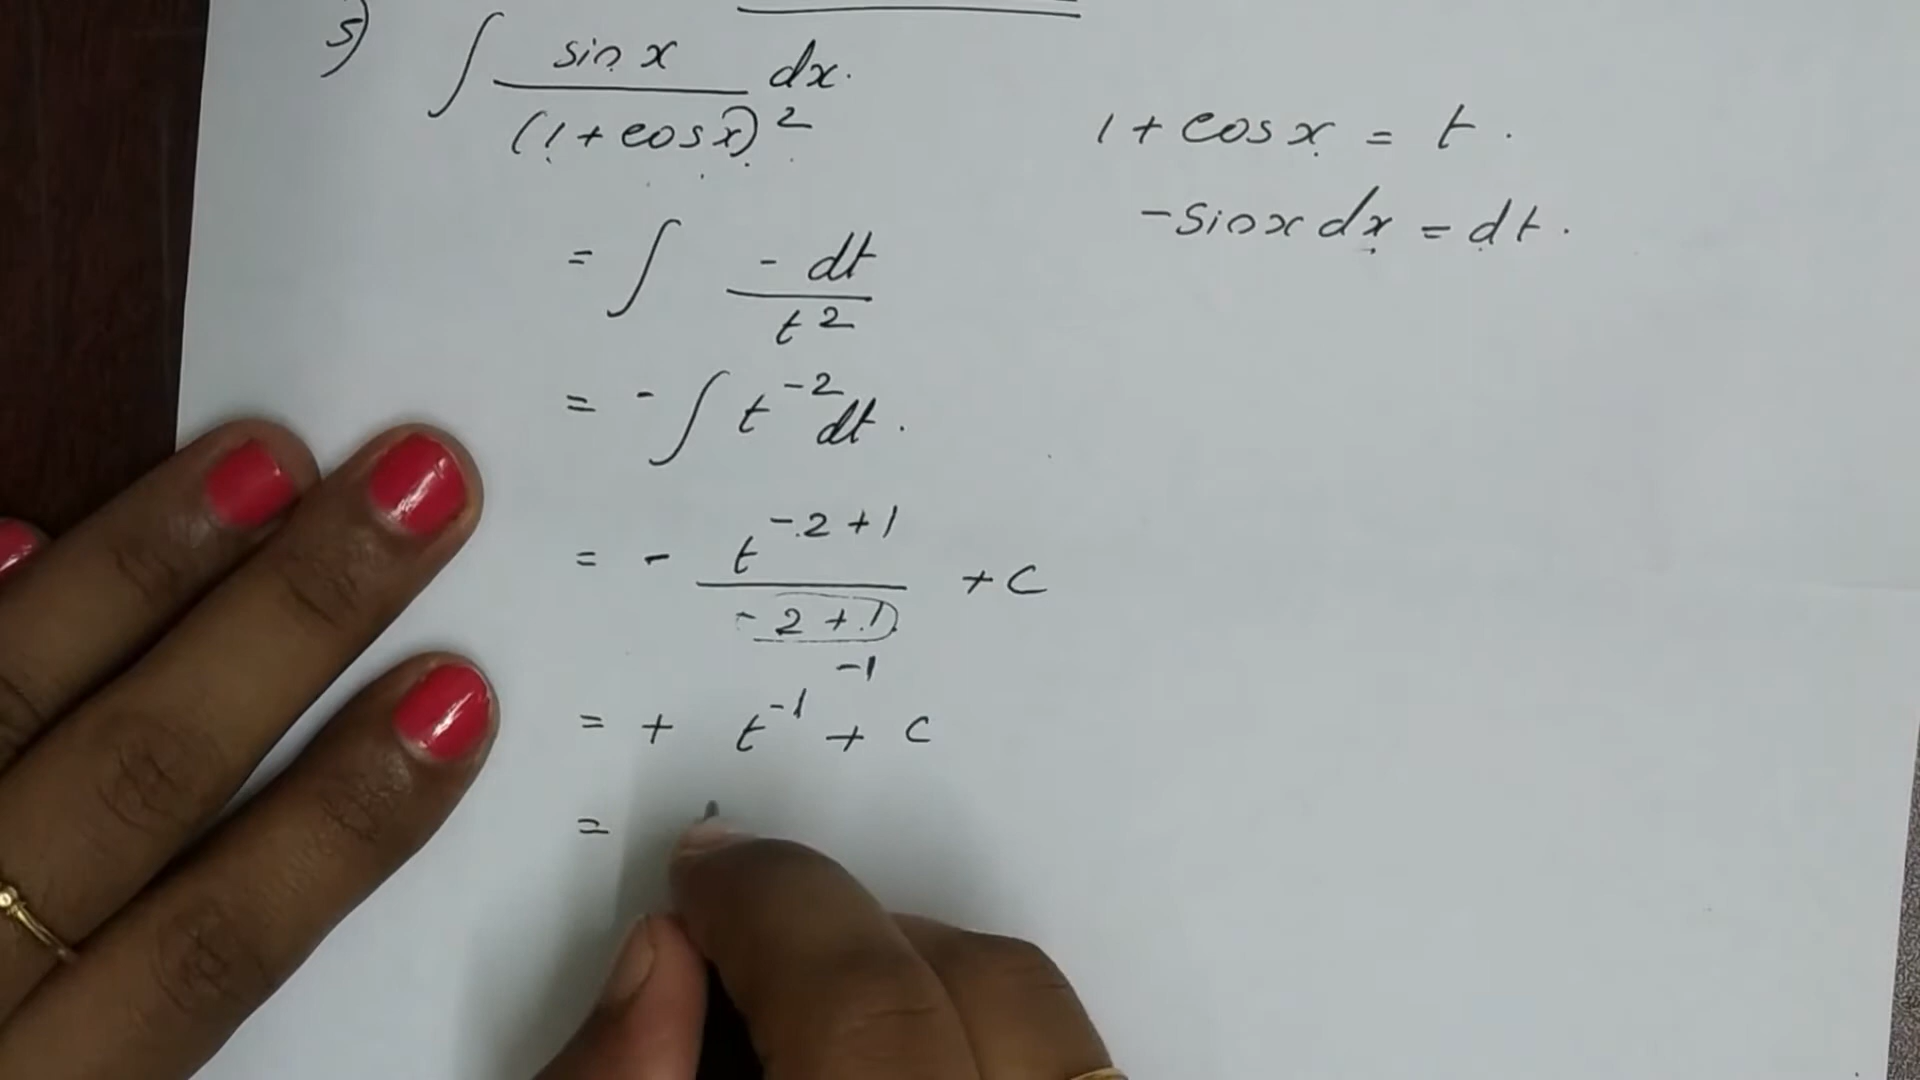 5) ∫ sin x / (1 + cos x)² dx.
1 + cos x = t.
-sin x dx = dt.
= ∫ - dt / t²
= - ∫ t⁻² dt.
= - t⁻²⁺¹ / -2+1 + c
-1
= + t⁻¹ + c
=